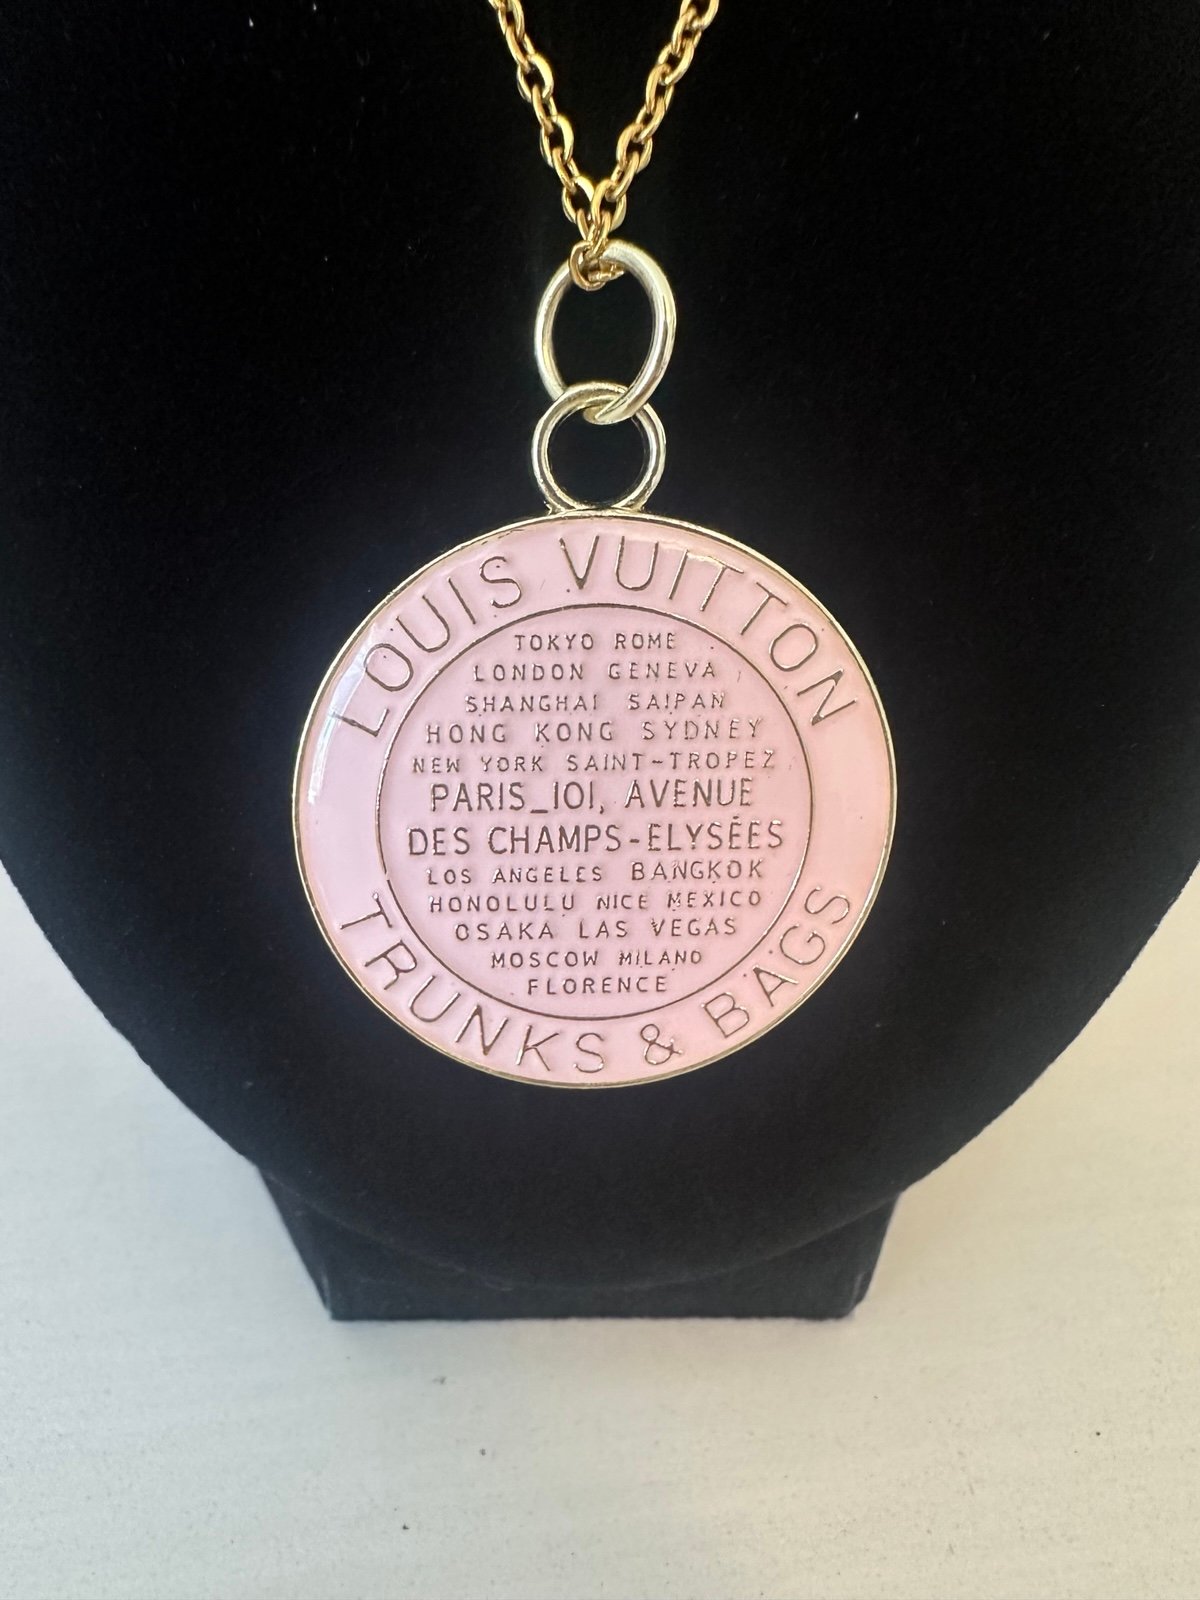 LOUIS VUITTON
TOKYO ROME
LONDON GENEVA
SHANGHAI SAIPAN
HONG KONG SYDNEY
NEW YORK SAINT-TROPEZ
PARIS_101, AVENUE
DES CHAMPS-ELYSÉES
LOS ANGELES BANGKOK
HONOLULU NICE MEXICO
OSAKA LAS VEGAS
MOSCOW MILANO
FLORENCE
TRUNKS & BAGS